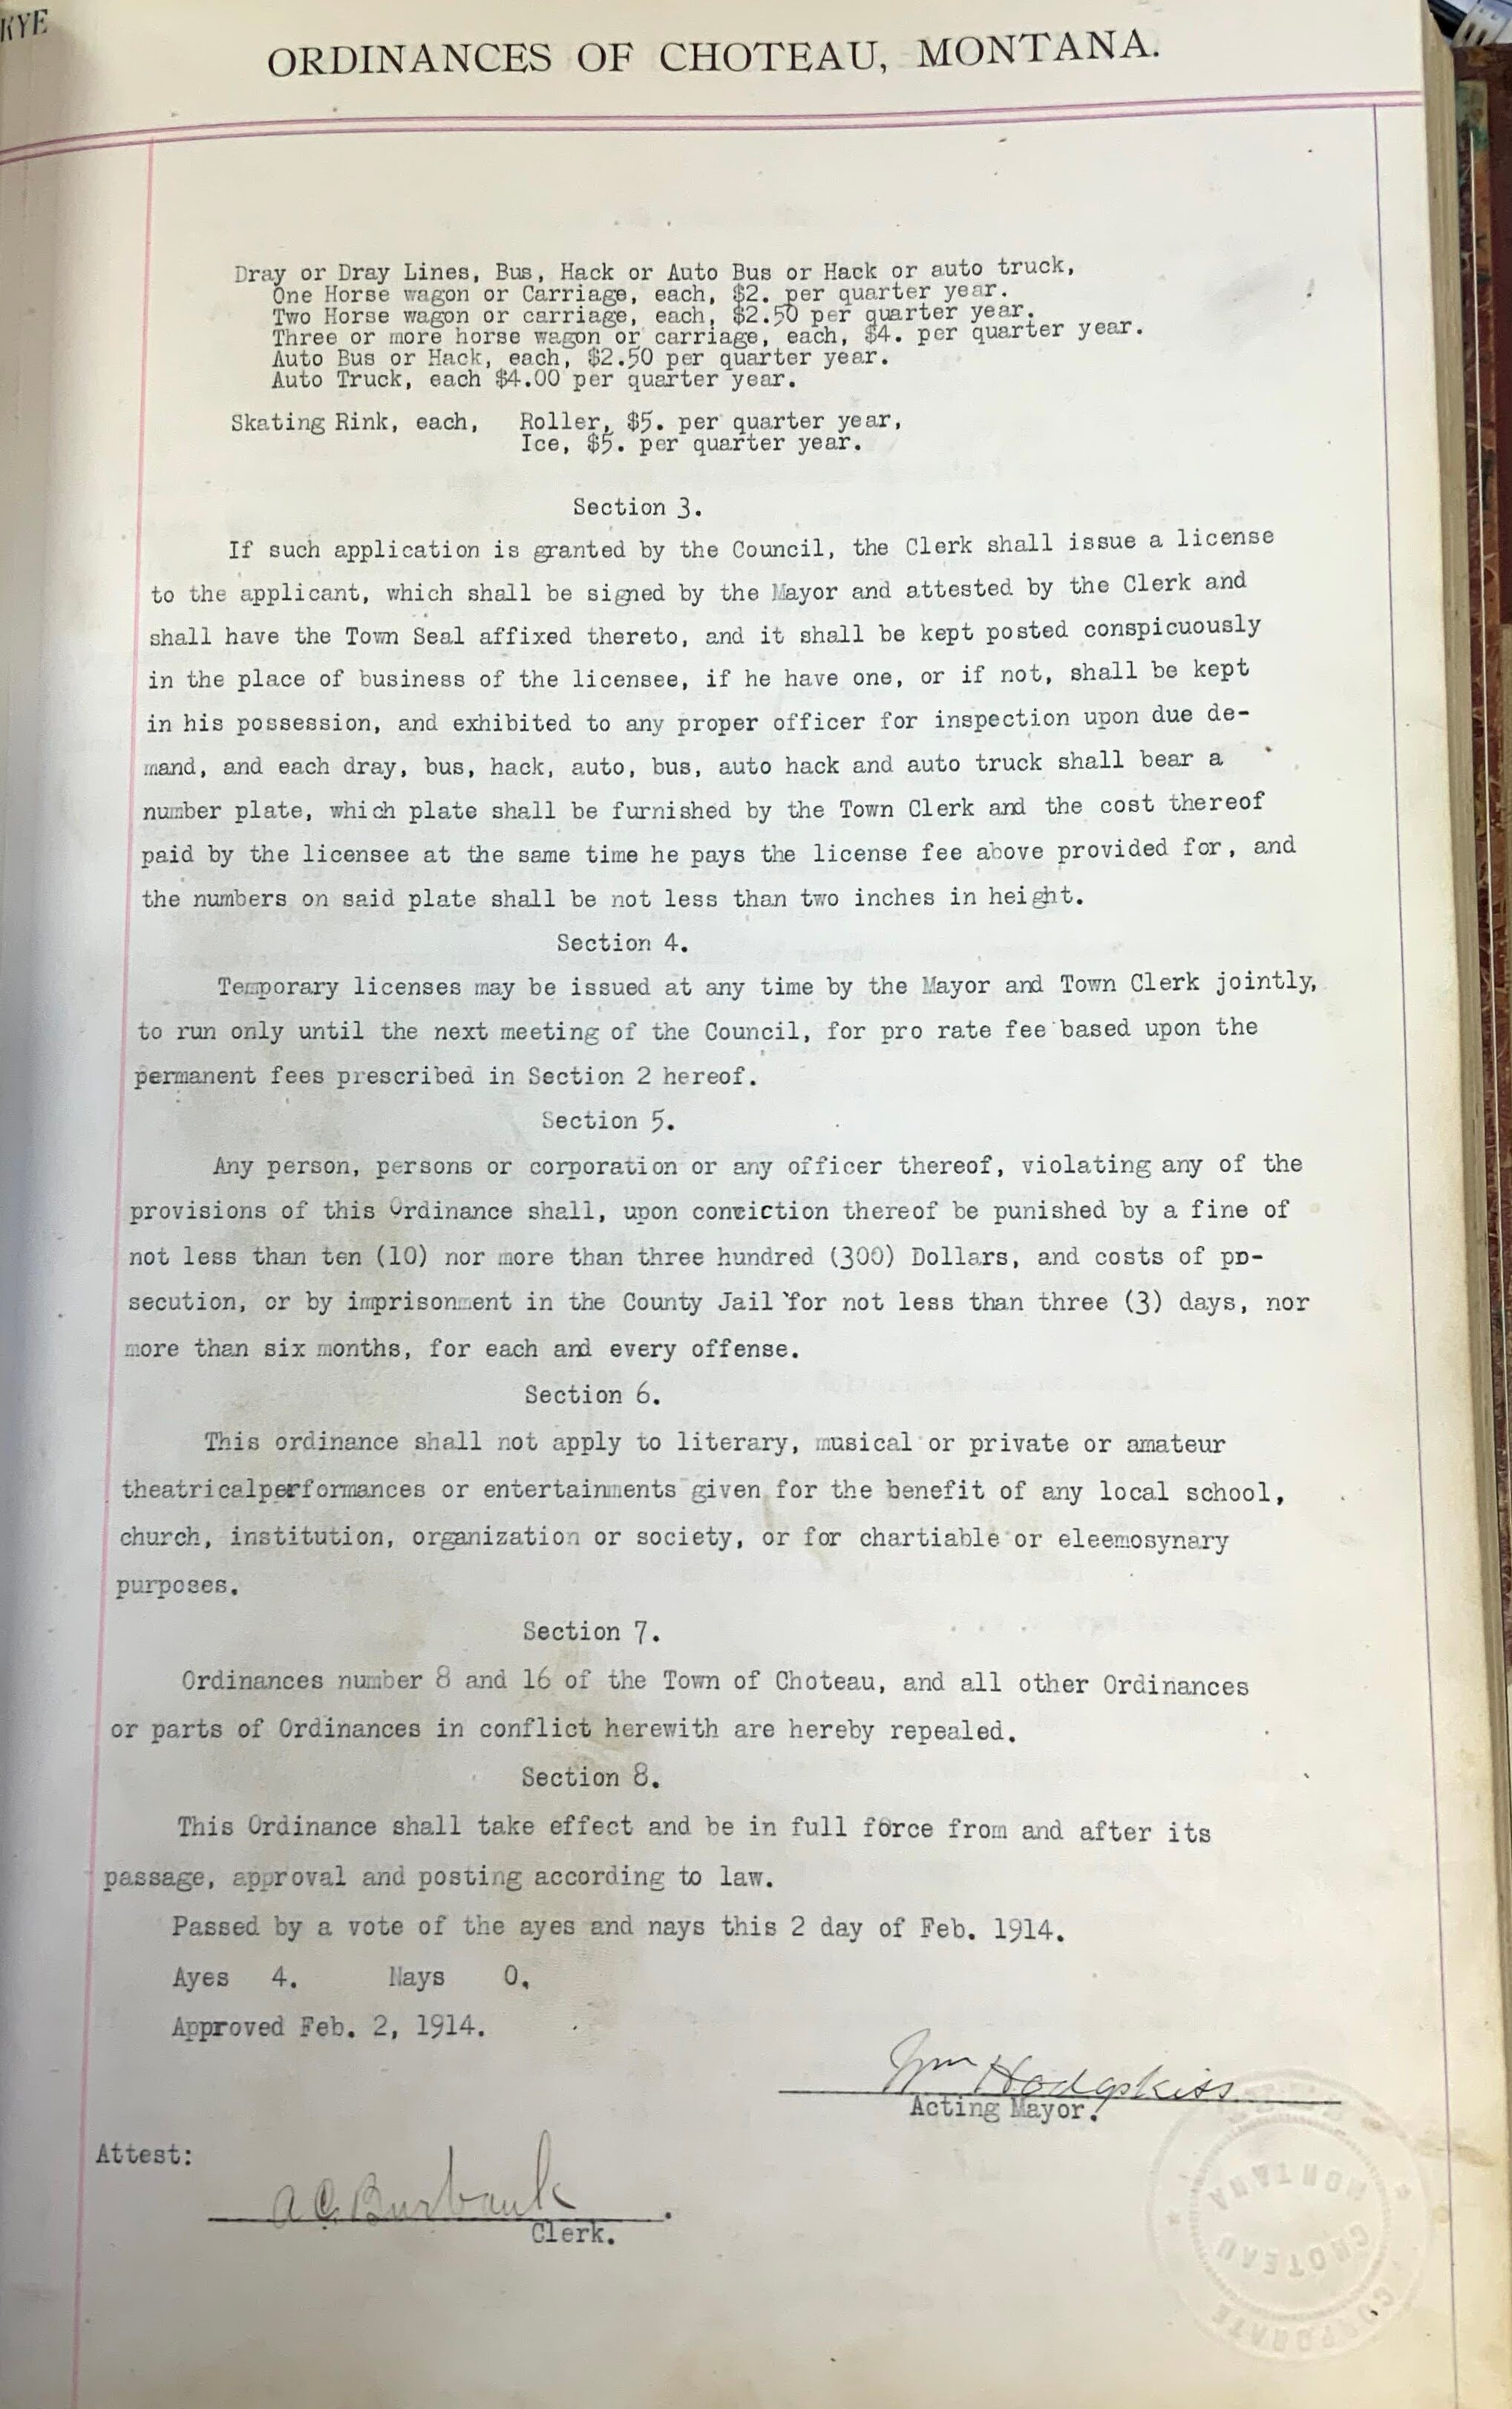 KYE
ORDINANCES OF CHOTEAU, MONTANA.
Dray or Dray Lines, Bus, Hack or Auto Bus or Hack or auto truck,
One Horse wagon or Carriage, each, $2. per quarter year.
Two Horse wagon or carriage, each, $2.50 per quarter year.
Three or more horse wagon or carriage, each, $4. per quarter year.
Auto Bus or Hack, each, $2.50 per quarter year.
Auto Truck, each $4.00 per quarter year.
Skating Rink, each, Roller, $5. per quarter year,
Ice, $5. per quarter year.
Section 3.
If such application is granted by the Council, the Clerk shall issue a license
to the applicant, which shall be signed by the Mayor and attested by the Clerk and
shall have the Town Seal affixed thereto, and it shall be kept posted conspicuously
in the place of business of the licensee, if he have one, or if not, shall be kept
in his possession, and exhibited to any proper officer for inspection upon due de-
mand, and each dray, bus, hack, auto, bus, auto hack and auto truck shall bear a
number plate, which plate shall be furnished by the Town Clerk and the cost thereof
paid by the licensee at the same time he pays the license fee above provided for, and
the numbers on said plate shall be not less than two inches in height.
Section 4.
Temporary licenses may be issued at any time by the Mayor and Town Clerk jointly,
to run only until the next meeting of the Council, for pro rate fee based upon the
permanent fees prescribed in Section 2 hereof.
Section 5.
Any person, persons or corporation or any officer thereof, violating any of the
provisions of this Ordinance shall, upon conviction thereof be punished by a fine of
not less than ten (10) nor more than three hundred (300) Dollars, and costs of pro-
secution, or by imprisonment in the County Jail for not less than three (3) days, nor
more than six months, for each and every offense.
Section 6.
This ordinance shall not apply to literary, musical or private or amateur
theatricalperformances or entertainments given for the benefit of any local school,
church, institution, organization or society, or for chartiable or eleemosynary
purposes.
Section 7.
Ordinances number 8 and 16 of the Town of Choteau, and all other Ordinances
or parts of Ordinances in conflict herewith are hereby repealed.
Section 8.
This Ordinance shall take effect and be in full force from and after its
passage, approval and posting according to law.
Passed by a vote of the ayes and nays this 2 day of Feb. 1914.
Ayes 4. Nays 0.
Approved Feb. 2, 1914.
Wm Hodgskiss
Acting Mayor.
Attest:
A C Burbank
Clerk.
MONTANA
CHOTEAU
CORPORATE